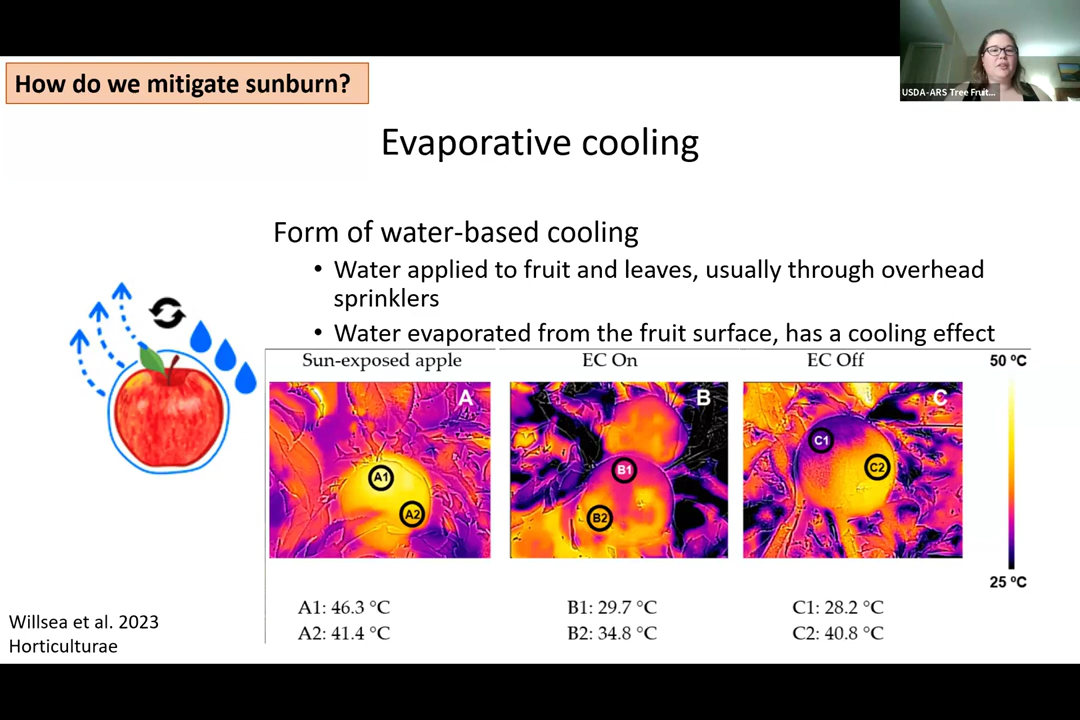 How do we mitigate sunburn?
USDA-ARS Tree Fruit...
Evaporative cooling
Form of water-based cooling
• Water applied to fruit and leaves, usually through overhead
sprinklers
• Water evaporated from the fruit surface, has a cooling effect
Sun-exposed apple EC On EC Off 50 ºC
A B C
A1 B1 C1
A2 B2 C2
25 ºC
A1: 46.3 °C B1: 29.7 °C C1: 28.2 °C
A2: 41.4 °C B2: 34.8 °C C2: 40.8 °C
Willsea et al. 2023
Horticulturae